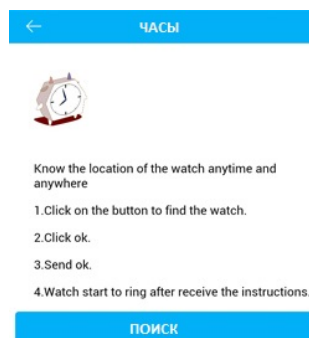 ЧАСЫ
Know the location of the watch anytime and
anywhere
1.Click on the button to find the watch.
2.Click ok.
3.Send ok.
4.Watch start to ring after receive the instructions.
ПОИСК